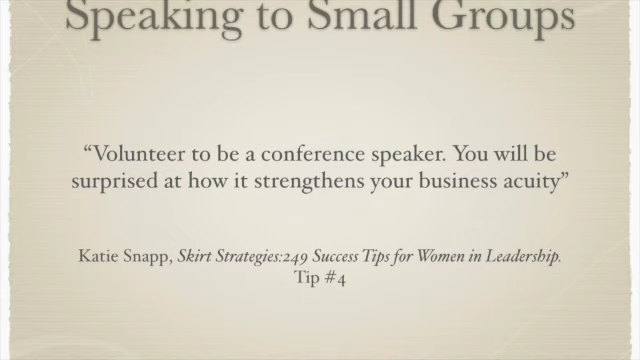 Speaking to Small Groups
“Volunteer to be a conference speaker. You will be
surprised at how it strengthens your business acuity”
Katie Snapp, Skirt Strategies:249 Success Tips for Women in Leadership.
Tip #4